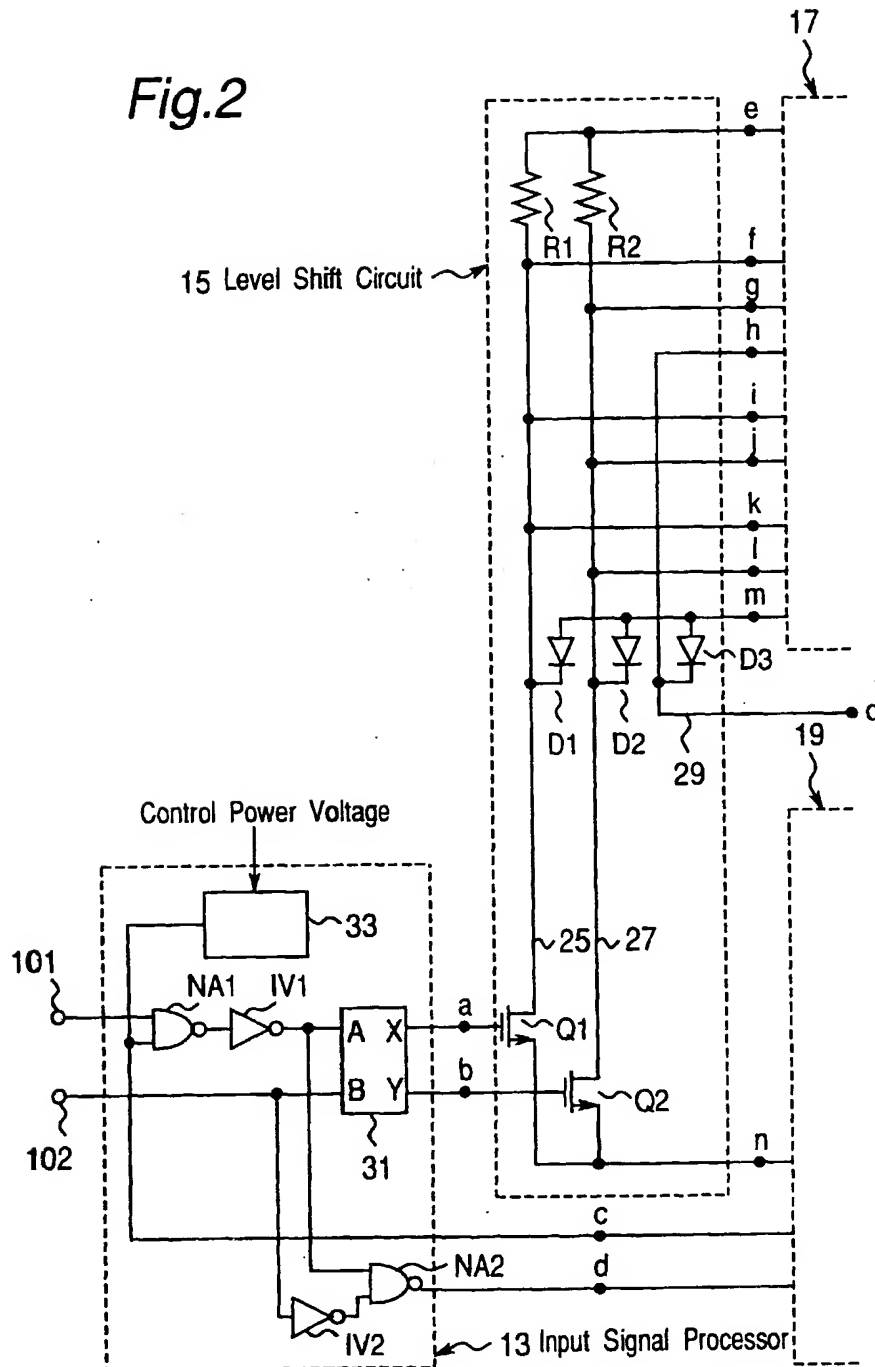 Fig.2
17
e
R1
R2
f
15 Level Shift Circuit
g
h
i
j
k
l
m
D3
D1
D2
29
19
Control Power Voltage
33
25
27
101
NA1
IV1
a
A
X
Q1
b
B
Y
Q2
102
31
n
c
NA2
d
IV2
13 Input Signal Processor